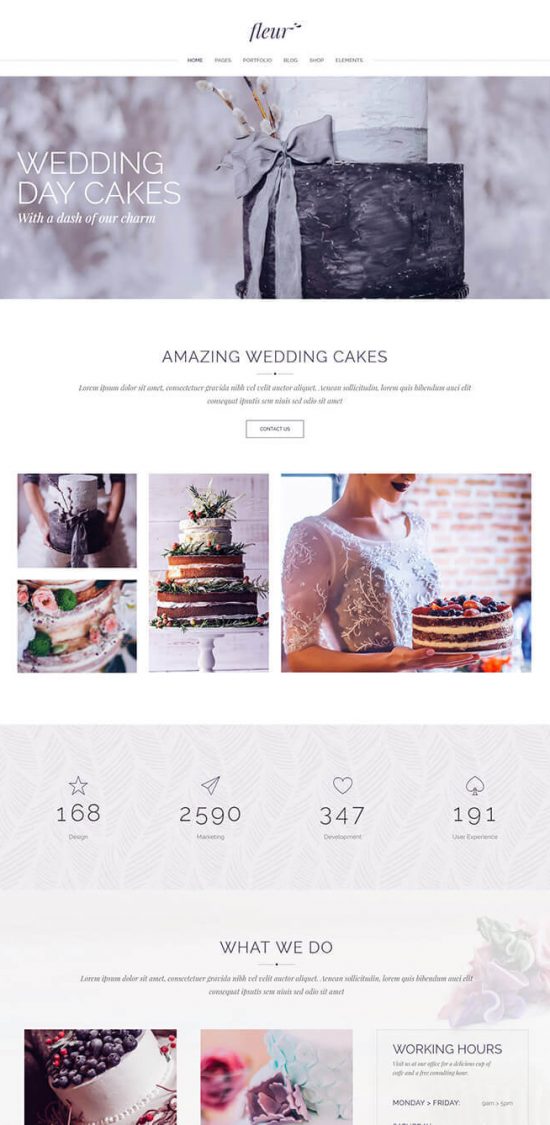 fleur
HOME PAGES PORTFOLIO BLOG SHOP ELEMENTS
WEDDING
DAY CAKES
With a dash of our charm
AMAZING WEDDING CAKES
Lorem ipsum dolor sit amet, consectetuer gravida nibh vel velit auctor aliquet. Aenean sollicitudin, lorem quis bibendum auci elit
consequat ipsutis sem niuis sed odio sit amet
CONTACT US
168 2590 347 191
Design Marketing Development User Experience
WHAT WE DO
Lorem ipsum dolor sit amet, consectetuer gravida nibh vel velit auctor aliquet. Aenean sollicitudin, lorem quis bibendum auci elit
consequat ipsutis sem niuis sed odio sit amet
WORKING HOURS
Visit us at our office for a delicious cup of
coffe and a free consulting hour.
MONDAY > FRIDAY: 9am > 5pm